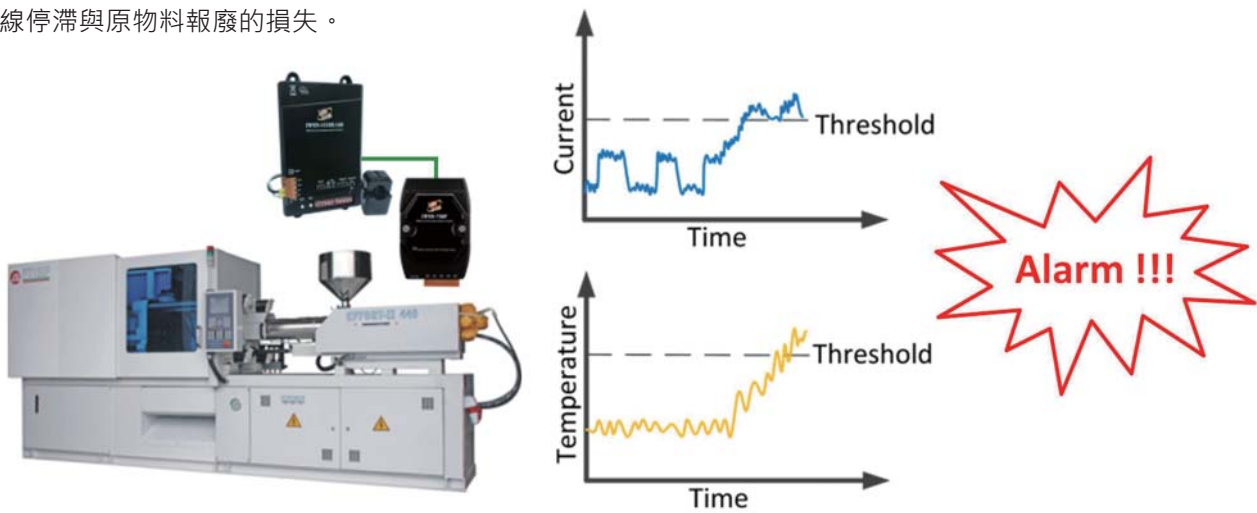 線停滯與原物料報廢的損失。
Current
Threshold
Time
Alarm !!!
Temperature
Threshold
Time